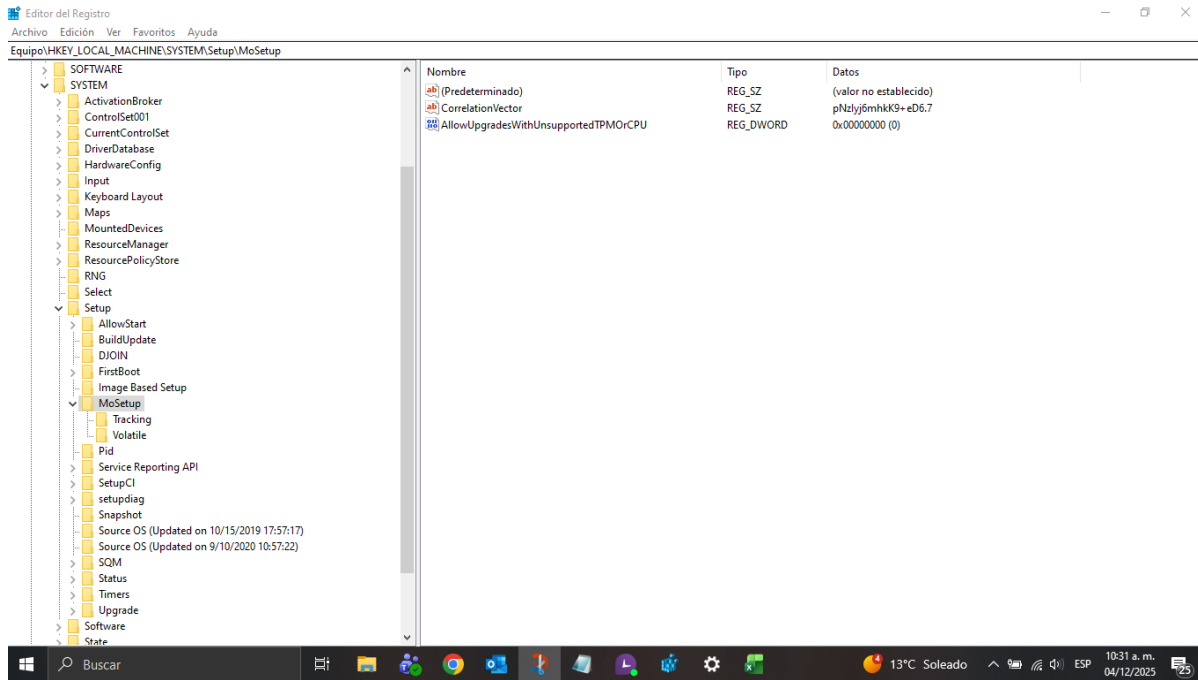 Editor del Registro
Archivo Edición Ver Favoritos Ayuda
Equipo\HKEY_LOCAL_MACHINE\SYSTEM\Setup\MoSetup
SOFTWARE
SYSTEM
ActivationBroker
ControlSet001
CurrentControlSet
DriverDatabase
HardwareConfig
Input
Keyboard Layout
Maps
MountedDevices
ResourceManager
ResourcePolicyStore
RNG
Select
Setup
AllowStart
BuildUpdate
DJOIN
FirstBoot
Image Based Setup
MoSetup
Tracking
Volatile
Pid
Service Reporting API
SetupCl
setupdiag
Snapshot
Source OS (Updated on 10/15/2019 17:57:17)
Source OS (Updated on 9/10/2020 10:57:22)
SQM
Status
Timers
Upgrade
Software
State
Nombre Tipo Datos
(Predeterminado) REG_SZ (valor no establecido)
CorrelationVector REG_SZ pNzlyj6mhkK9+eD6.7
AllowUpgradesWithUnsupportedTPMOrCPU REG_DWORD 0x00000000 (0)
Buscar
4
13°C Soleado
ESP
10:31 a. m.
04/12/2025
25